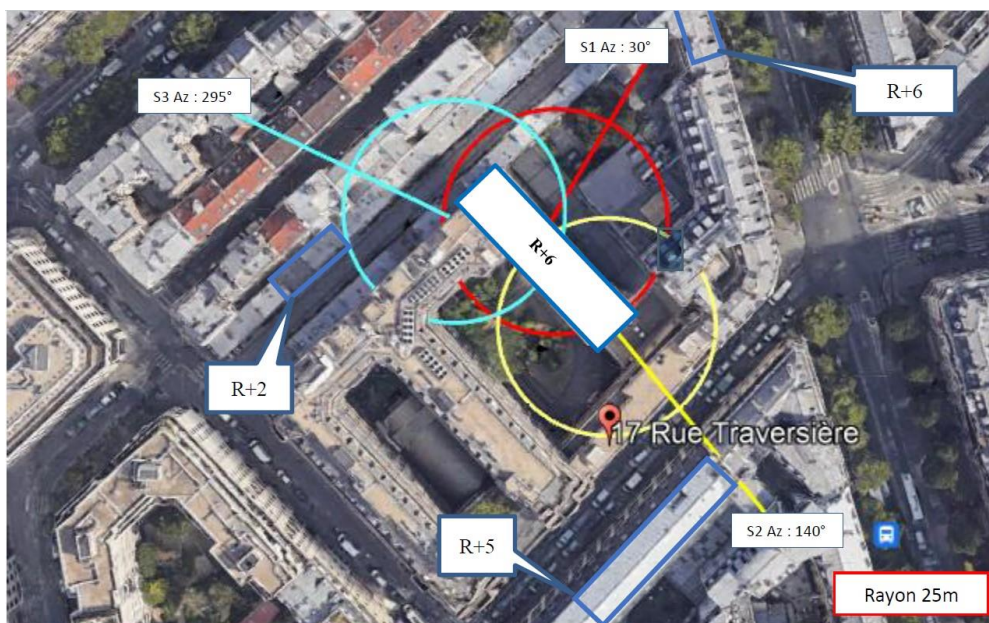 S1 Az : 30°
R+6
S3 Az : 295°
R+6
R+2
17 Rue Traversière
R+5
S2 Az : 140°
Rayon 25m